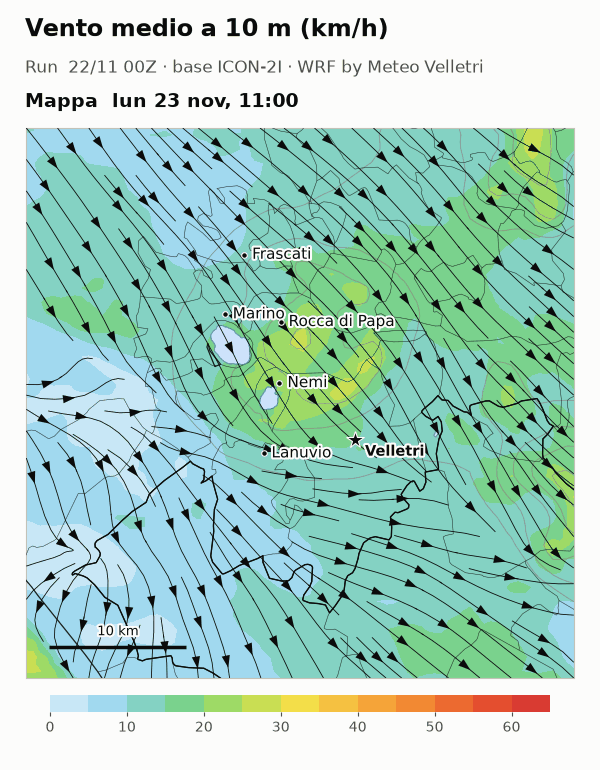 Vento medio a 10 m (km/h)
Run 22/11 00Z · base ICON-2I · WRF by Meteo Velletri
Mappa lun 23 nov, 11:00
Frascati
Marino
Rocca di Papa
Nemi
Velletri
Lanuvio
10 km
0 10 20 30 40 50 60